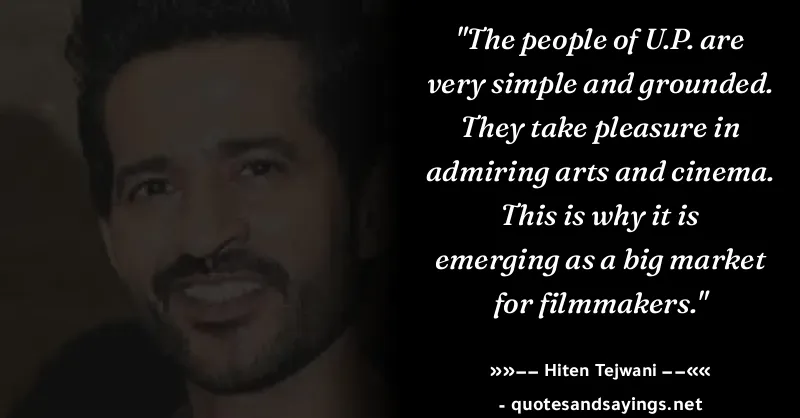 "The people of U.P. are
very simple and grounded.
They take pleasure in
admiring arts and cinema.
This is why it is
emerging as a big market
for filmmakers."
»»−− Hiten Tejwani −−««
- quotesandsayings.net